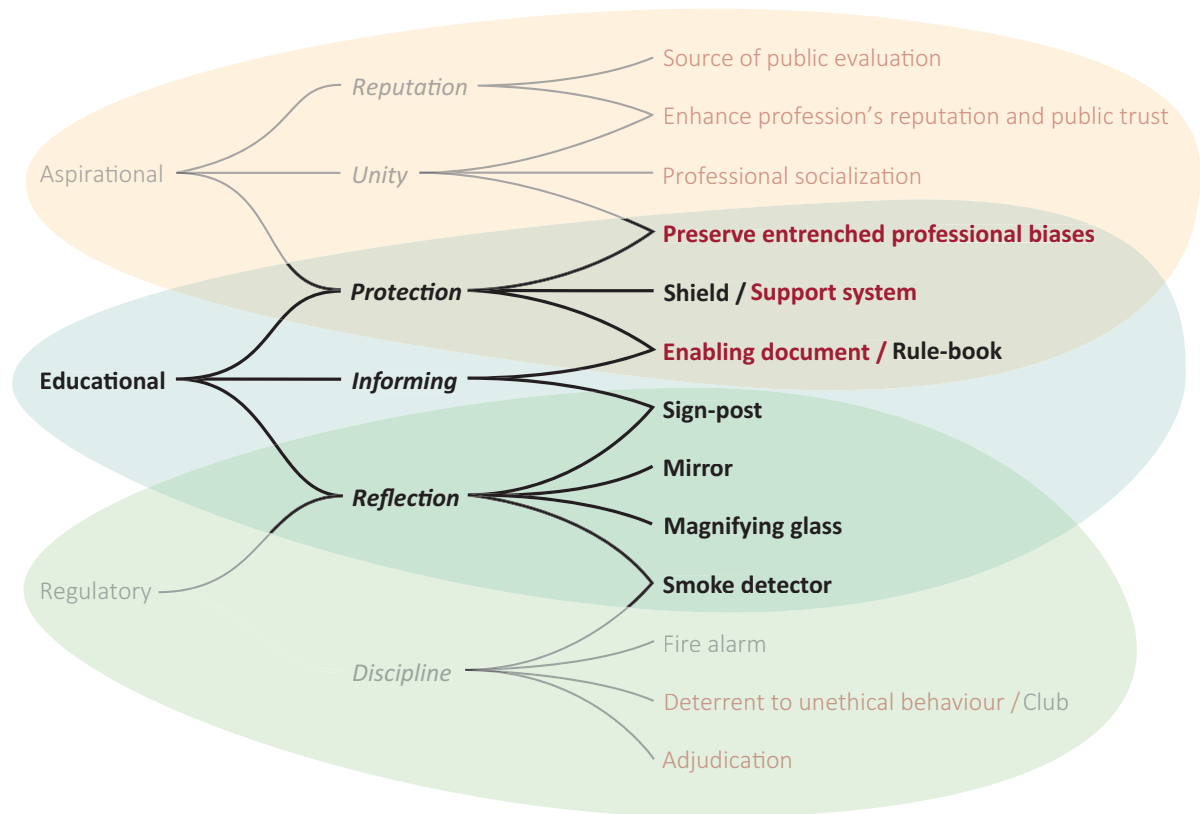 Source of public evaluation
Reputation
Enhance profession's reputation and public trust
Aspirational
Unity
Professional socialization
Preserve entrenched professional biases
Protection
Shield / Support system
Enabling document / Rule-book
Educational
Informing
Sign-post
Mirror
Reflection
Magnifying glass
Smoke detector
Regulatory
Fire alarm
Discipline
Deterrent to unethical behaviour / Club
Adjudication